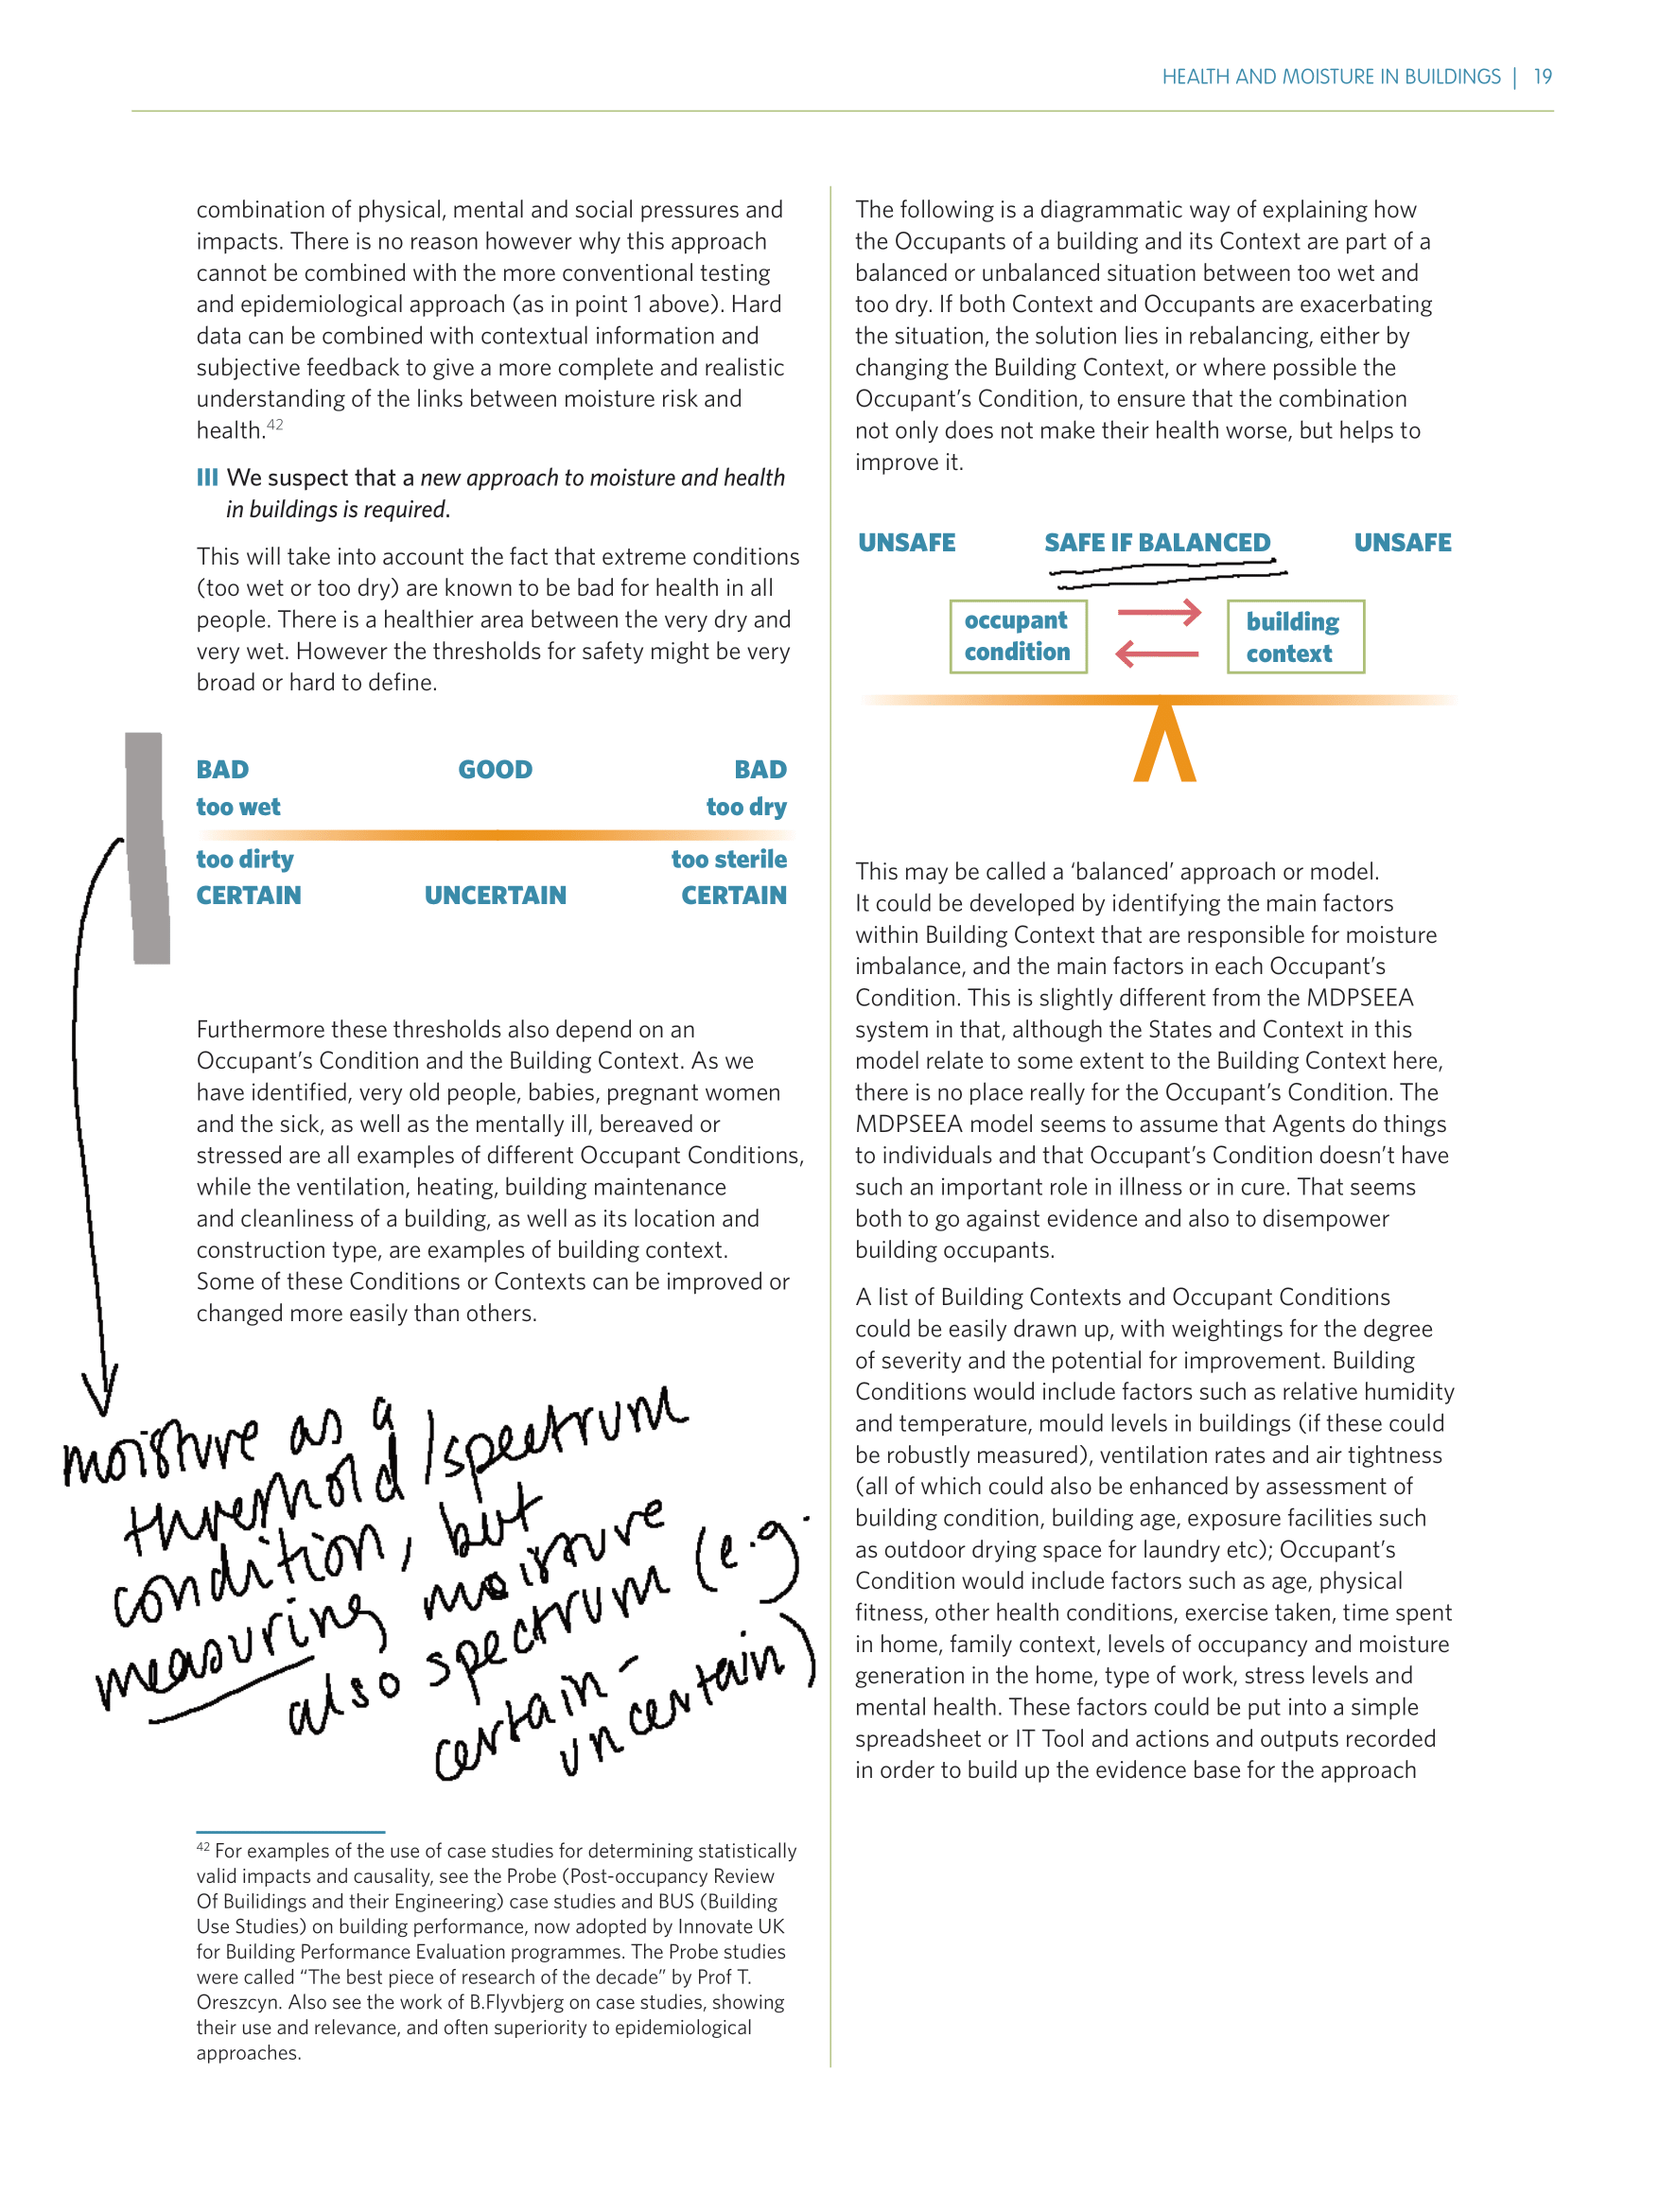 HEALTH AND MOISTURE IN BUILDINGS | 19
combination of physical, mental and social pressures and
impacts. There is no reason however why this approach
cannot be combined with the more conventional testing
and epidemiological approach (as in point 1 above). Hard
data can be combined with contextual information and
subjective feedback to give a more complete and realistic
understanding of the links between moisture risk and
health.42
III We suspect that a new approach to moisture and health
in buildings is required.
This will take into account the fact that extreme conditions
(too wet or too dry) are known to be bad for health in all
people. There is a healthier area between the very dry and
very wet. However the thresholds for safety might be very
broad or hard to define.
BAD GOOD BAD
too wet too dry
too dirty too sterile
CERTAIN UNCERTAIN CERTAIN
Furthermore these thresholds also depend on an
Occupant's Condition and the Building Context. As we
have identified, very old people, babies, pregnant women
and the sick, as well as the mentally ill, bereaved or
stressed are all examples of different Occupant Conditions,
while the ventilation, heating, building maintenance
and cleanliness of a building, as well as its location and
construction type, are examples of building context.
Some of these Conditions or Contexts can be improved or
changed more easily than others.
moisture as a
threshold/spectrum
condition, but
measuring moisture
also spectrum (e.g.
certain-
uncertain)
42 For examples of the use of case studies for determining statistically
valid impacts and causality, see the Probe (Post-occupancy Review
Of Builidings and their Engineering) case studies and BUS (Building
Use Studies) on building performance, now adopted by Innovate UK
for Building Performance Evaluation programmes. The Probe studies
were called “The best piece of research of the decade” by Prof T.
Oreszcyn. Also see the work of B.Flyvbjerg on case studies, showing
their use and relevance, and often superiority to epidemiological
approaches.
The following is a diagrammatic way of explaining how
the Occupants of a building and its Context are part of a
balanced or unbalanced situation between too wet and
too dry. If both Context and Occupants are exacerbating
the situation, the solution lies in rebalancing, either by
changing the Building Context, or where possible the
Occupant's Condition, to ensure that the combination
not only does not make their health worse, but helps to
improve it.
UNSAFE SAFE IF BALANCED UNSAFE
occupant building
condition context
This may be called a ‘balanced’ approach or model.
It could be developed by identifying the main factors
within Building Context that are responsible for moisture
imbalance, and the main factors in each Occupant's
Condition. This is slightly different from the MDPSEEA
system in that, although the States and Context in this
model relate to some extent to the Building Context here,
there is no place really for the Occupant's Condition. The
MDPSEEA model seems to assume that Agents do things
to individuals and that Occupant's Condition doesn't have
such an important role in illness or in cure. That seems
both to go against evidence and also to disempower
building occupants.
A list of Building Contexts and Occupant Conditions
could be easily drawn up, with weightings for the degree
of severity and the potential for improvement. Building
Conditions would include factors such as relative humidity
and temperature, mould levels in buildings (if these could
be robustly measured), ventilation rates and air tightness
(all of which could also be enhanced by assessment of
building condition, building age, exposure facilities such
as outdoor drying space for laundry etc); Occupant's
Condition would include factors such as age, physical
fitness, other health conditions, exercise taken, time spent
in home, family context, levels of occupancy and moisture
generation in the home, type of work, stress levels and
mental health. These factors could be put into a simple
spreadsheet or IT Tool and actions and outputs recorded
in order to build up the evidence base for the approach